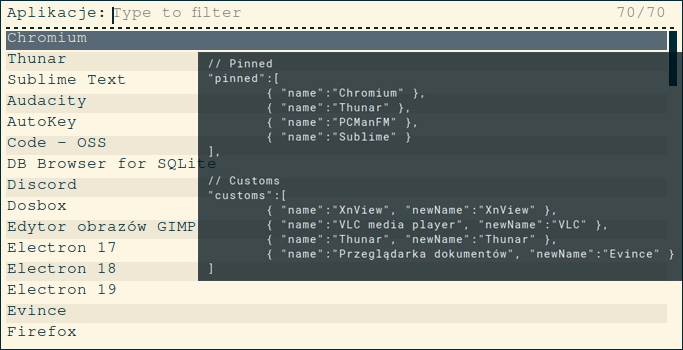 Aplikacje: Type to filter 70/70
Chromium
Thunar
Sublime Text
Audacity
AutoKey
Code – OSS
DB Browser for SQLite
Discord
Dosbox
Edytor obrazów GIMP
Electron 17
Electron 18
Electron 19
Evince
Firefox
// Pinned
"pinned":[
{ "name":"Chromium" },
{ "name":"Thunar" },
{ "name":"PCManFM" },
{ "name":"Sublime" }
],
// Customs
"customs":[
{ "name":"XnView", "newName":"XnView" },
{ "name":"VLC media player", "newName":"VLC" },
{ "name":"Thunar", "newName":"Thunar" },
{ "name":"Przeglądarka dokumentów", "newName":"Evince" }
]